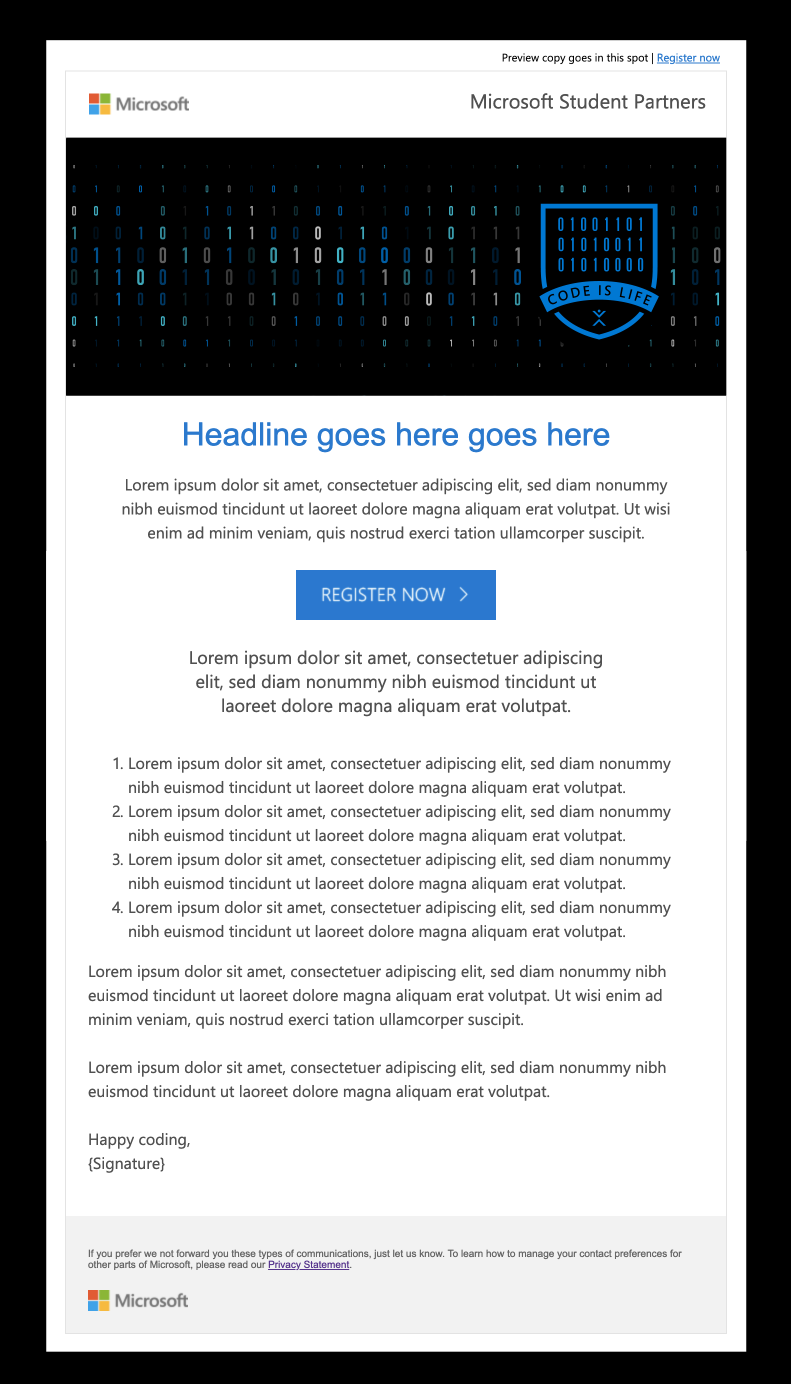 Preview copy goes in this spot | Register now
Microsoft
Microsoft Student Partners
01001101
01010011
01010000
CODE IS LIFE
Headline goes here goes here
Lorem ipsum dolor sit amet, consectetuer adipiscing elit, sed diam nonummy
nibh euismod tincidunt ut laoreet dolore magna aliquam erat volutpat. Ut wisi
enim ad minim veniam, quis nostrud exerci tation ullamcorper suscipit.
REGISTER NOW >
Lorem ipsum dolor sit amet, consectetuer adipiscing
elit, sed diam nonummy nibh euismod tincidunt ut
laoreet dolore magna aliquam erat volutpat.
1. Lorem ipsum dolor sit amet, consectetuer adipiscing elit, sed diam nonummy
nibh euismod tincidunt ut laoreet dolore magna aliquam erat volutpat.
2. Lorem ipsum dolor sit amet, consectetuer adipiscing elit, sed diam nonummy
nibh euismod tincidunt ut laoreet dolore magna aliquam erat volutpat.
3. Lorem ipsum dolor sit amet, consectetuer adipiscing elit, sed diam nonummy
nibh euismod tincidunt ut laoreet dolore magna aliquam erat volutpat.
4. Lorem ipsum dolor sit amet, consectetuer adipiscing elit, sed diam nonummy
nibh euismod tincidunt ut laoreet dolore magna aliquam erat volutpat.
Lorem ipsum dolor sit amet, consectetuer adipiscing elit, sed diam nonummy nibh
euismod tincidunt ut laoreet dolore magna aliquam erat volutpat. Ut wisi enim ad
minim veniam, quis nostrud exerci tation ullamcorper suscipit.
Lorem ipsum dolor sit amet, consectetuer adipiscing elit, sed diam nonummy nibh
euismod tincidunt ut laoreet dolore magna aliquam erat volutpat.
Happy coding,
{Signature}
If you prefer we not forward you these types of communications, just let us know. To learn how to manage your contact preferences for
other parts of Microsoft, please read our Privacy Statement.
Microsoft